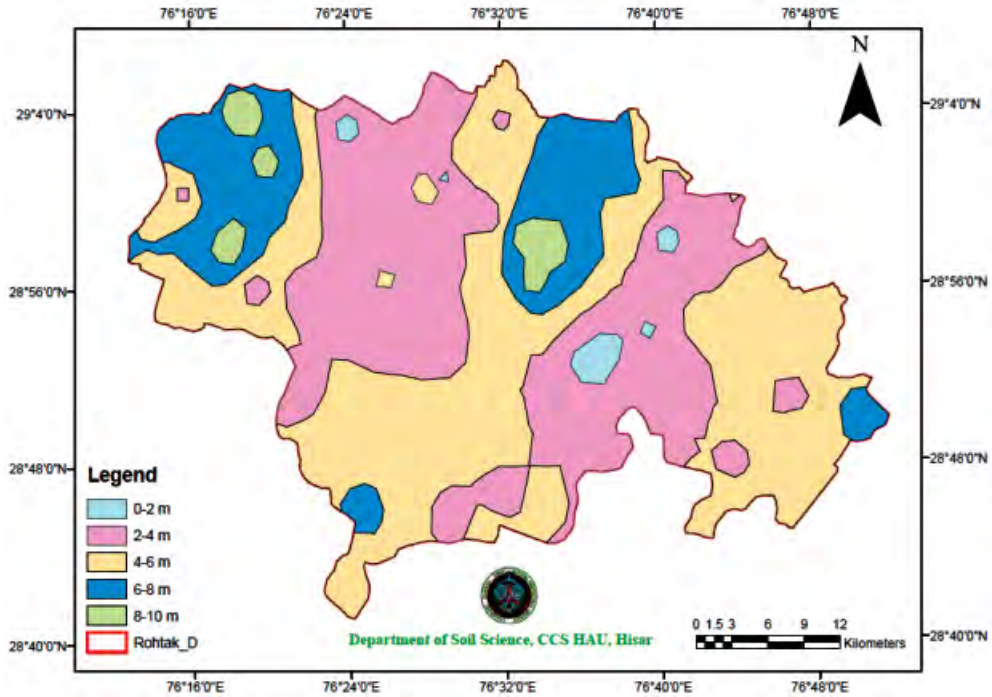 76°16'0"E 76°24'0"E 76°32'0"E 76°40'0"E 76°48'0"E
N
29°4'0"N 29°4'0"N
28°56'0"N 28°56'0"N
28°48'0"N 28°48'0"N
Legend
0-2 m
2-4 m
4-6 m
6-8 m
8-10 m
Rohtak_D
Department of Soil Science, CCS HAU, Hisar
0 1.5 3 6 9 12
Kilometers
28°40'0"N 28°40'0"N
76°16'0"E 76°24'0"E 76°32'0"E 76°40'0"E 76°48'0"E